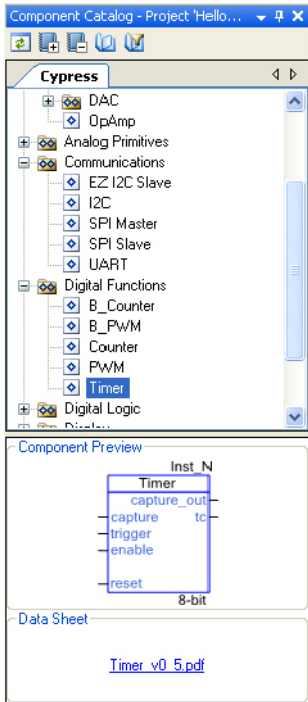 Component Catalog - Project 'Hello...
Cypress
DAC
OpAmp
Analog Primitives
Communications
EZ I2C Slave
I2C
SPI Master
SPI Slave
UART
Digital Functions
B_Counter
B_PWM
Counter
PWM
Timer
Digital Logic
Display
Component Preview
Inst_N
Timer
capture_out
capture tc
trigger
enable
reset
8-bit
Data Sheet
Timer_v0_5.pdf